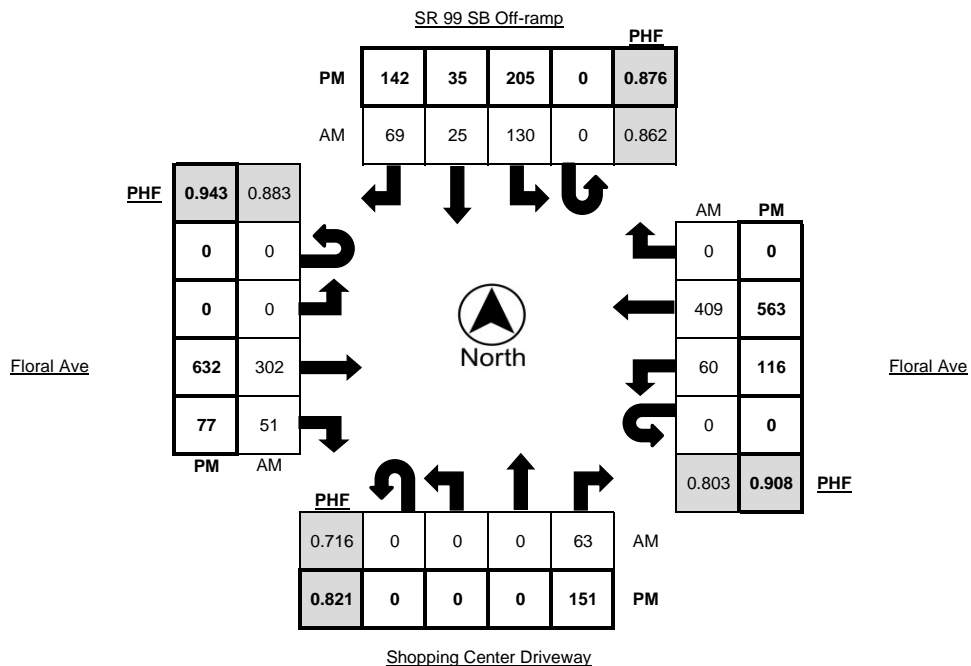 SR 99 SB Off-ramp
PHF
PM 142 35 205 0 0.876
AM 69 25 130 0 0.862
PHF 0.943 0.883
AM PM
0 0
0 0
0 0
409 563
North
Floral Ave 632 302
60 116 Floral Ave
77 51
0 0
PM AM
0.803 0.908 PHF
PHF
0.716 0 0 0 63 AM
0.821 0 0 0 151 PM
Shopping Center Driveway